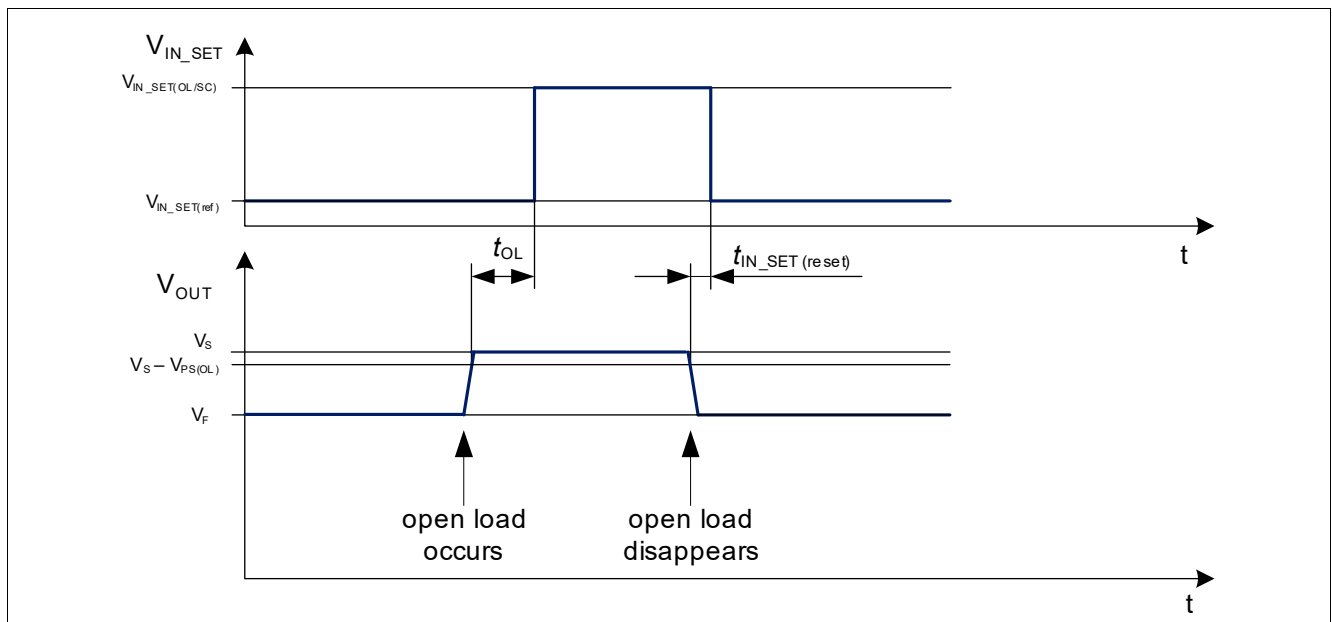 V_IN_SET
V_IN_SET(OL/SC)
V_IN_SET(ref)
t
t_OL
t_IN_SET (reset)
V_OUT
V_S
V_S – V_PS(OL)
V_F
open load
occurs
open load
disappears
t